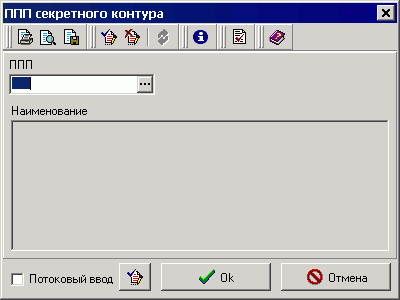 ППП секретного контура
ППП
Наименование
Потоковый ввод
Ok
Отмена